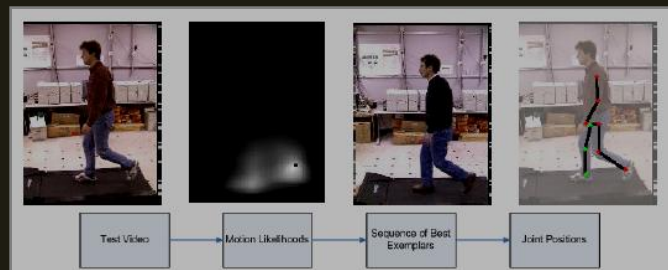 Test Video
Motion Likelihoods
Sequence of Best
Exemplars
Joint Positions